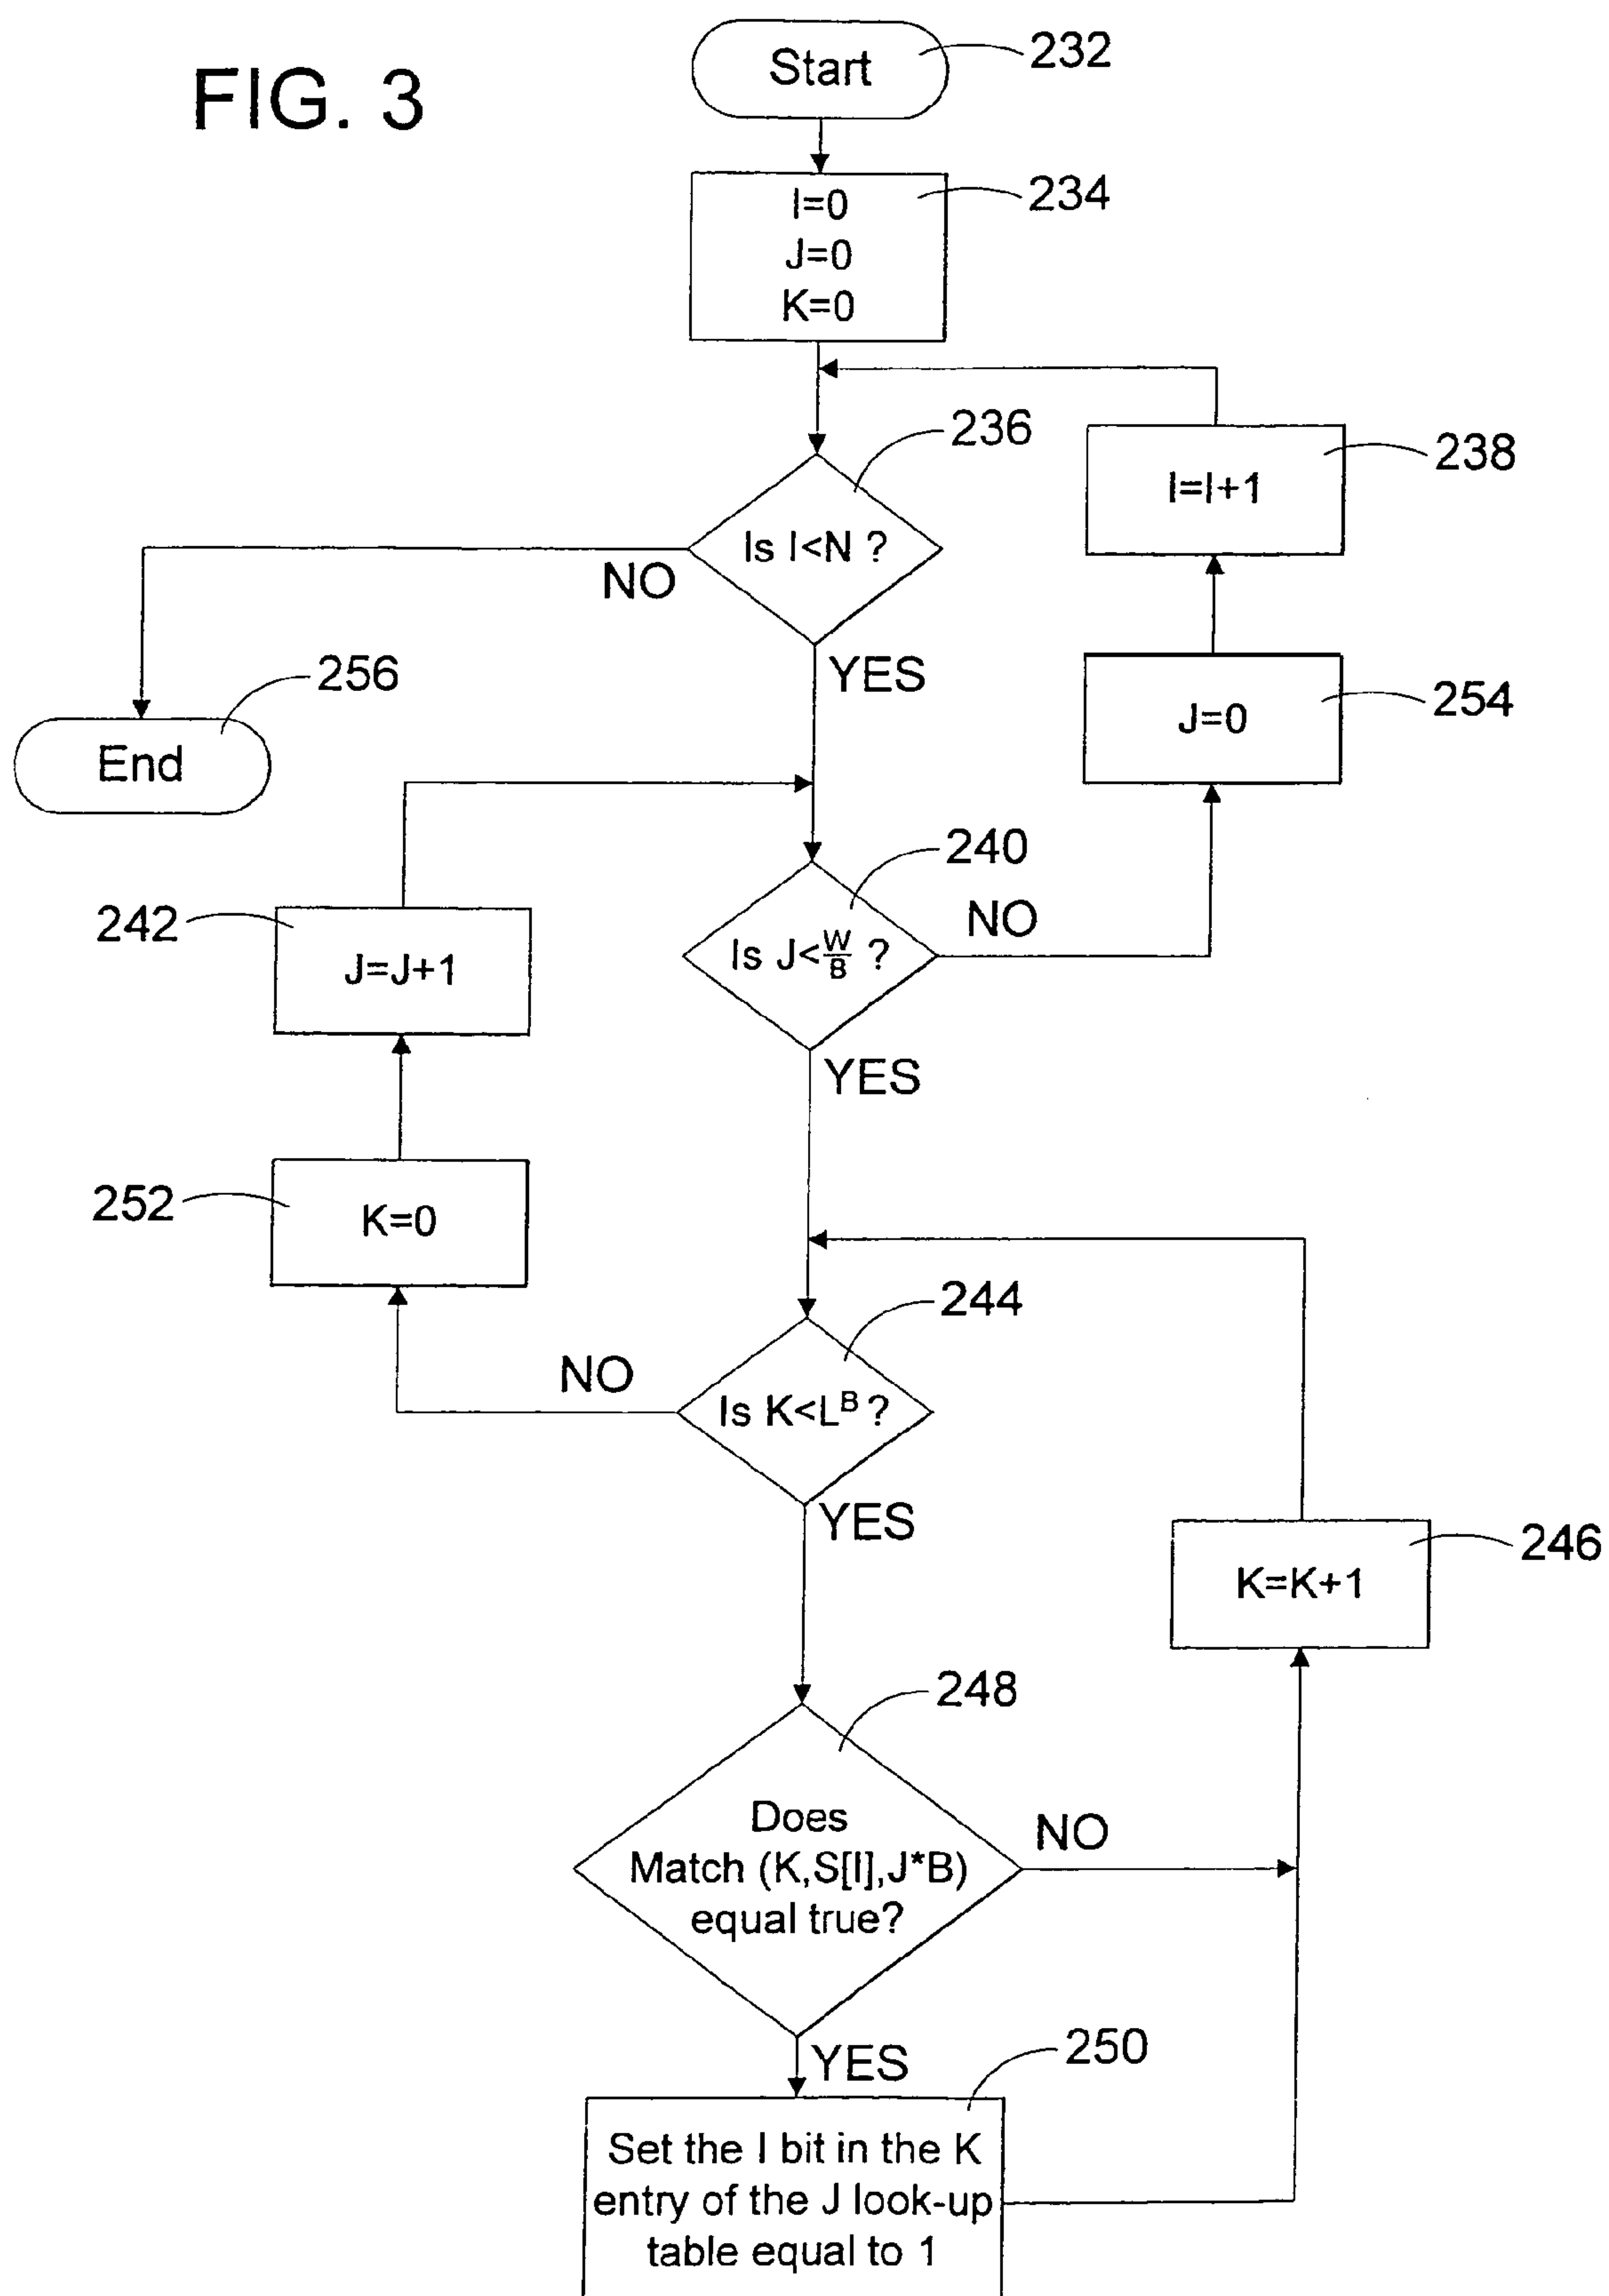 FIG. 3
Start
232
I=0
J=0
K=0
234
236
Is I<N ?
NO
YES
I=I+1
238
J=0
254
256
End
240
Is J<W/B ?
NO
YES
242
J=J+1
252
K=0
244
Is K<L^B ?
NO
YES
K=K+1
246
248
Does
Match (K,S[I],J*B)
equal true?
NO
YES
250
Set the I bit in the K
entry of the J look-up
table equal to 1